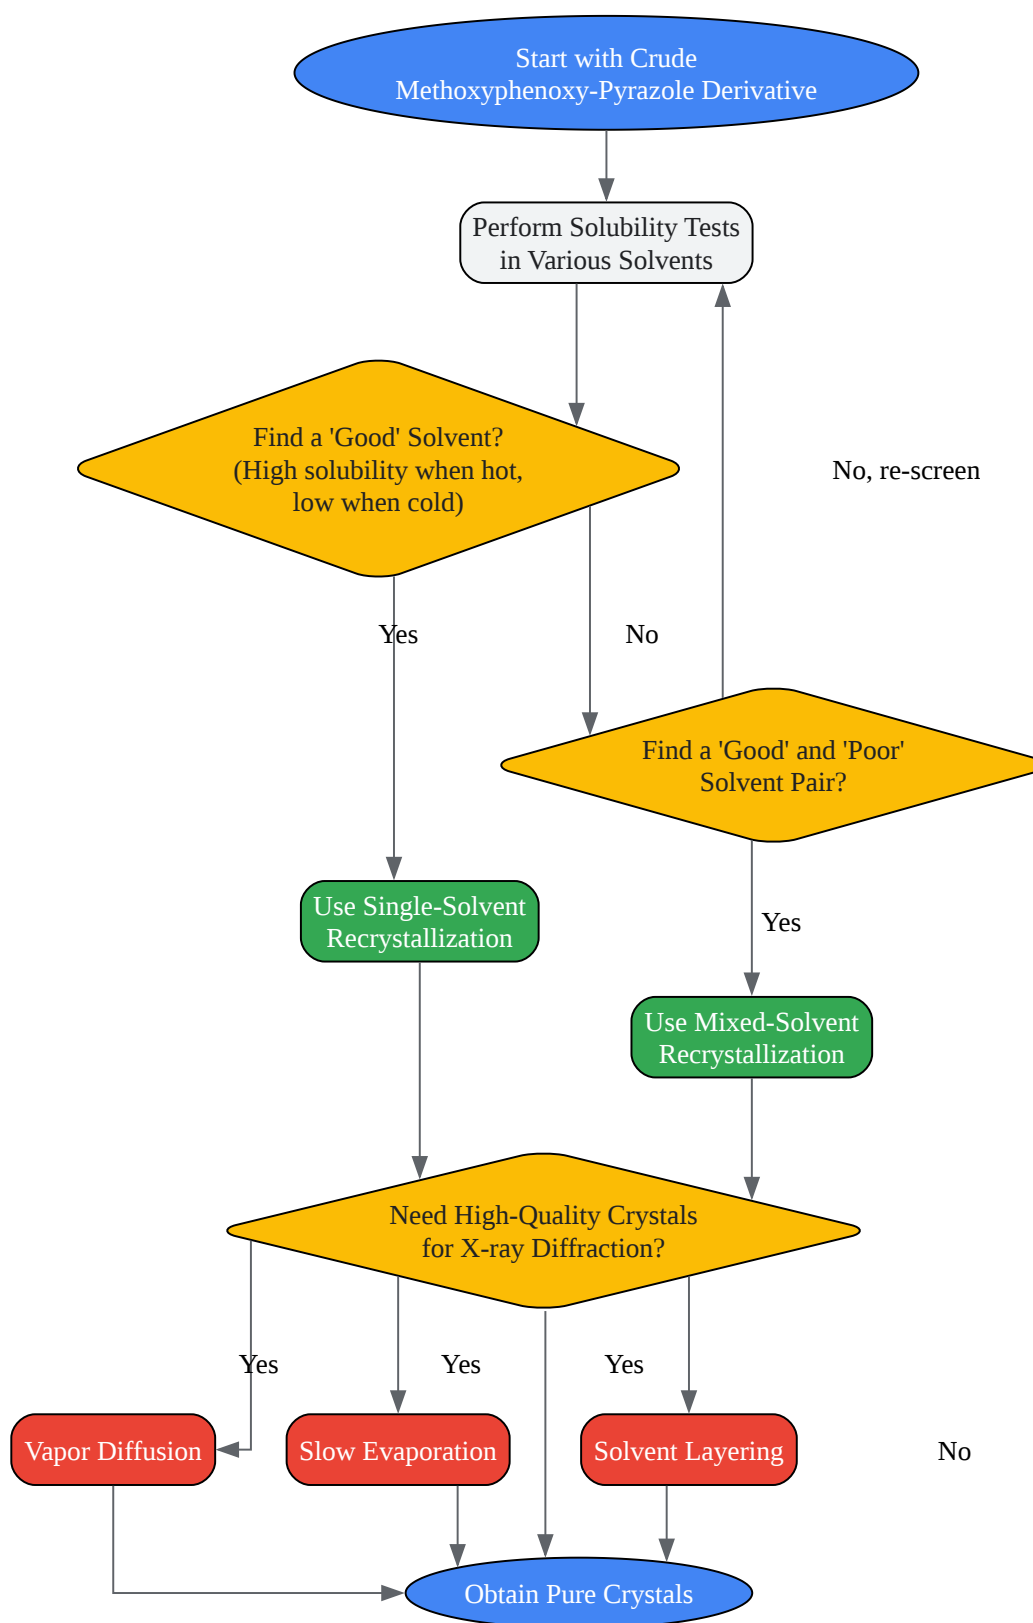 Start with Crude
Methoxyphenoxy-Pyrazole Derivative
Perform Solubility Tests
in Various Solvents
Find a 'Good' Solvent?
(High solubility when hot,
low when cold)
No, re-screen
Yes
No
Find a 'Good' and 'Poor'
Solvent Pair?
Use Single-Solvent
Recrystallization
Yes
Use Mixed-Solvent
Recrystallization
Need High-Quality Crystals
for X-ray Diffraction?
Yes
Yes
Yes
Vapor Diffusion
Slow Evaporation
Solvent Layering
No
Obtain Pure Crystals